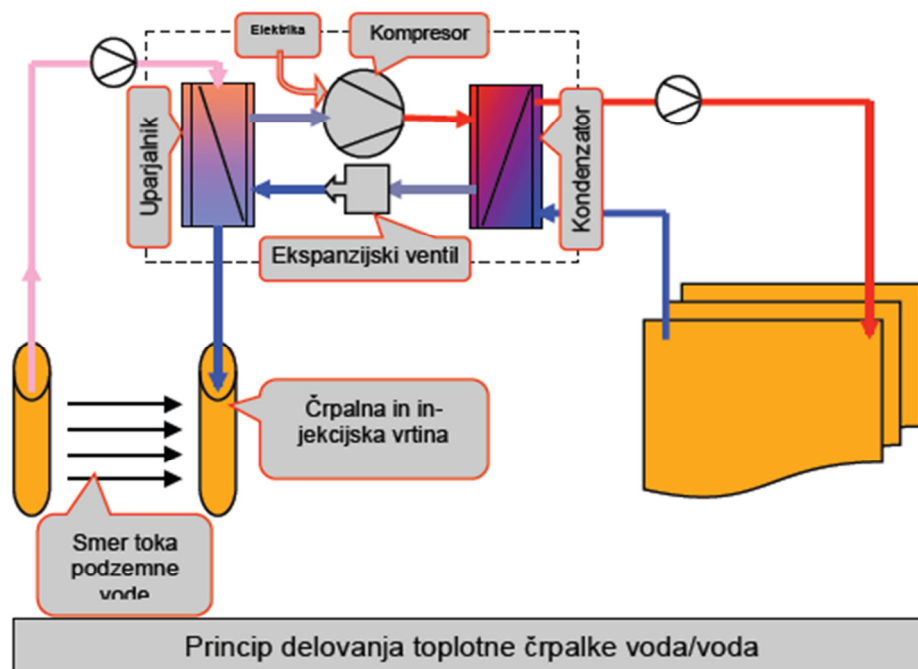 Elektrika
Kompresor
Uparjalnik
Kondenzator
Ekspanzijski ventil
Črpalna in in-
jekcijska vrtina
Smer toka
podzemne
vode
Princip delovanja toplotne črpalke voda/voda